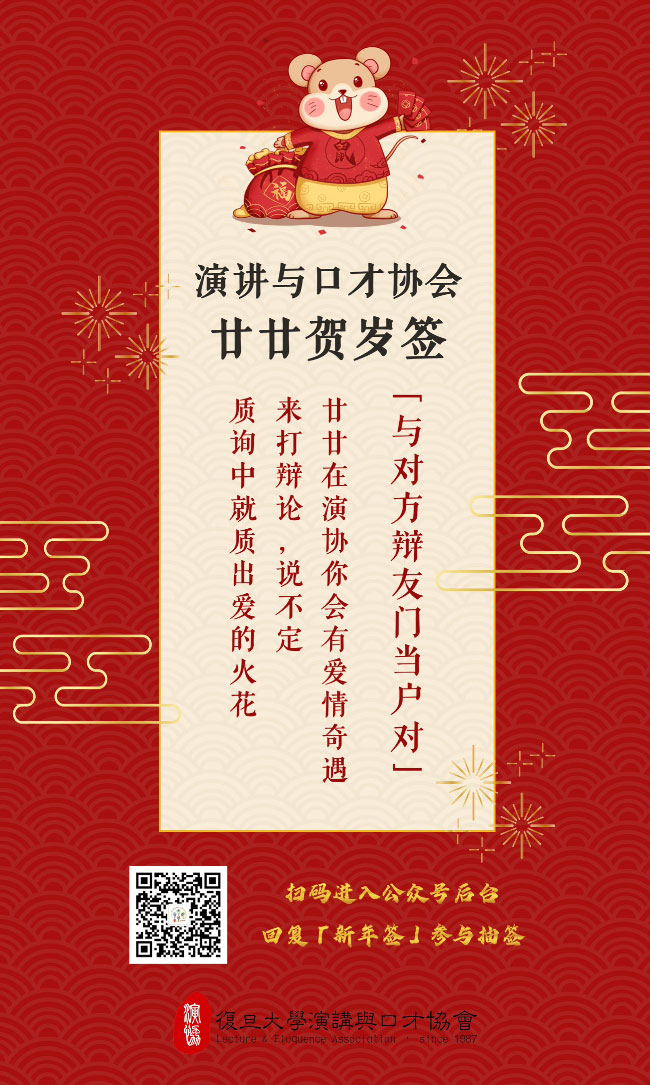 鼠
福
演讲与口才协会
廿廿贺岁签
「与对方辩友门当户对」
廿廿在演协你会有爱情奇遇
来打辩论，说不定
质询中就质出爱的火花
扫码进入公众号后台
回复「新年签」参与抽签
演协
復旦大學演講與口才協會
Lecture & Eloquence Association · since 1987